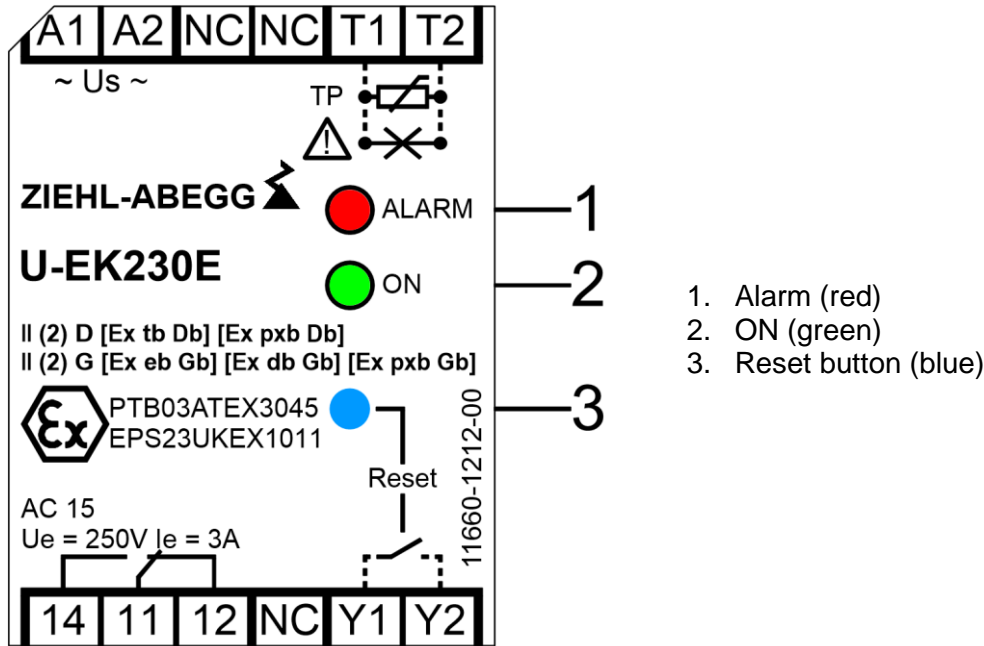 A1 A2 NC NC T1 T2
~ Us ~
TP
!
ZIEHL-ABEGG
ALARM
1
U-EK230E
ON
2
II (2) D [Ex tb Db] [Ex pxb Db]
II (2) G [Ex eb Gb] [Ex db Gb] [Ex pxb Gb]
Ex
PTB03ATEX3045
EPS23UKEX1011
3
Reset
11660-1212-00
AC 15
Ue = 250V Ie = 3A
14 11 12 NC Y1 Y2
1. Alarm (red)
2. ON (green)
3. Reset button (blue)